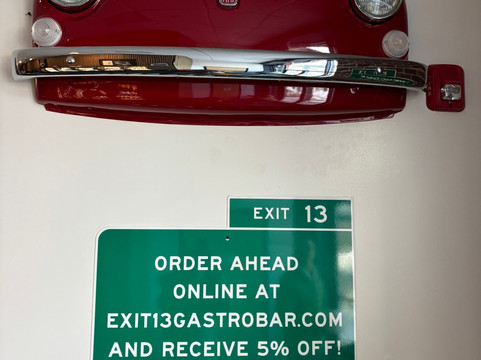 EXIT 13
ORDER AHEAD
ONLINE AT
EXIT13GASTROBAR.COM
AND RECEIVE 5% OFF!